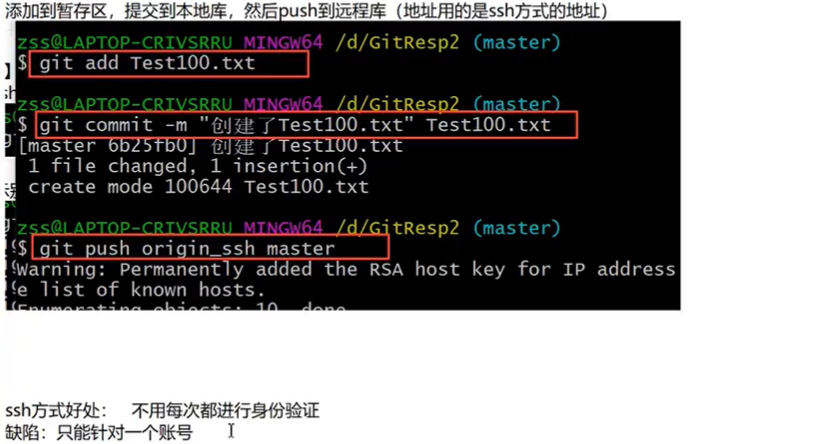 添加到暂存区，提交到本地库，然后push到远程库（地址用的是ssh方式的地址）
zss@LAPTOP-CRIVSRRU MINGW64 /d/GitResp2 (master)
$ git add Test100.txt
zss@LAPTOP-CRIVSRRU MINGW64 /d/GitResp2 (master)
$ git commit -m "创建了Test100.txt" Test100.txt
[master 6b25fb0] 创建了Test100.txt
1 file changed, 1 insertion(+)
create mode 100644 Test100.txt
zss@LAPTOP-CRIVSRRU MINGW64 /d/GitResp2 (master)
$ git push origin_ssh master
Warning: Permanently added the RSA host key for IP address
e list of known hosts.
Enumerating objects: 10, done.
ssh方式好处： 不用每次都进行身份验证
缺陷：只能针对一个账号